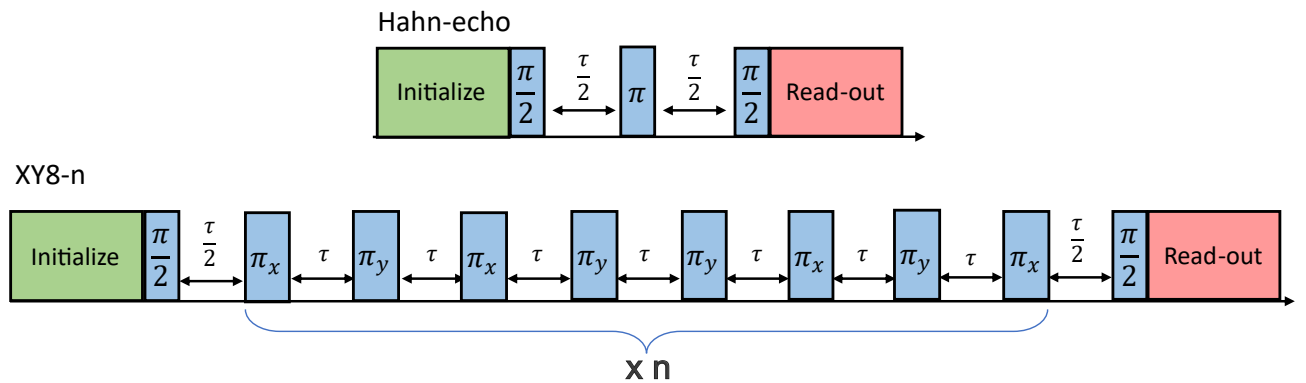 Hahn-echo
Initialize π/2 τ/2 π τ/2 π/2 Read-out
XY8-n
Initialize π/2 τ/2 πx τ πy τ πx τ πy τ πy τ πx τ πy τ πx τ/2 π/2 Read-out
x n